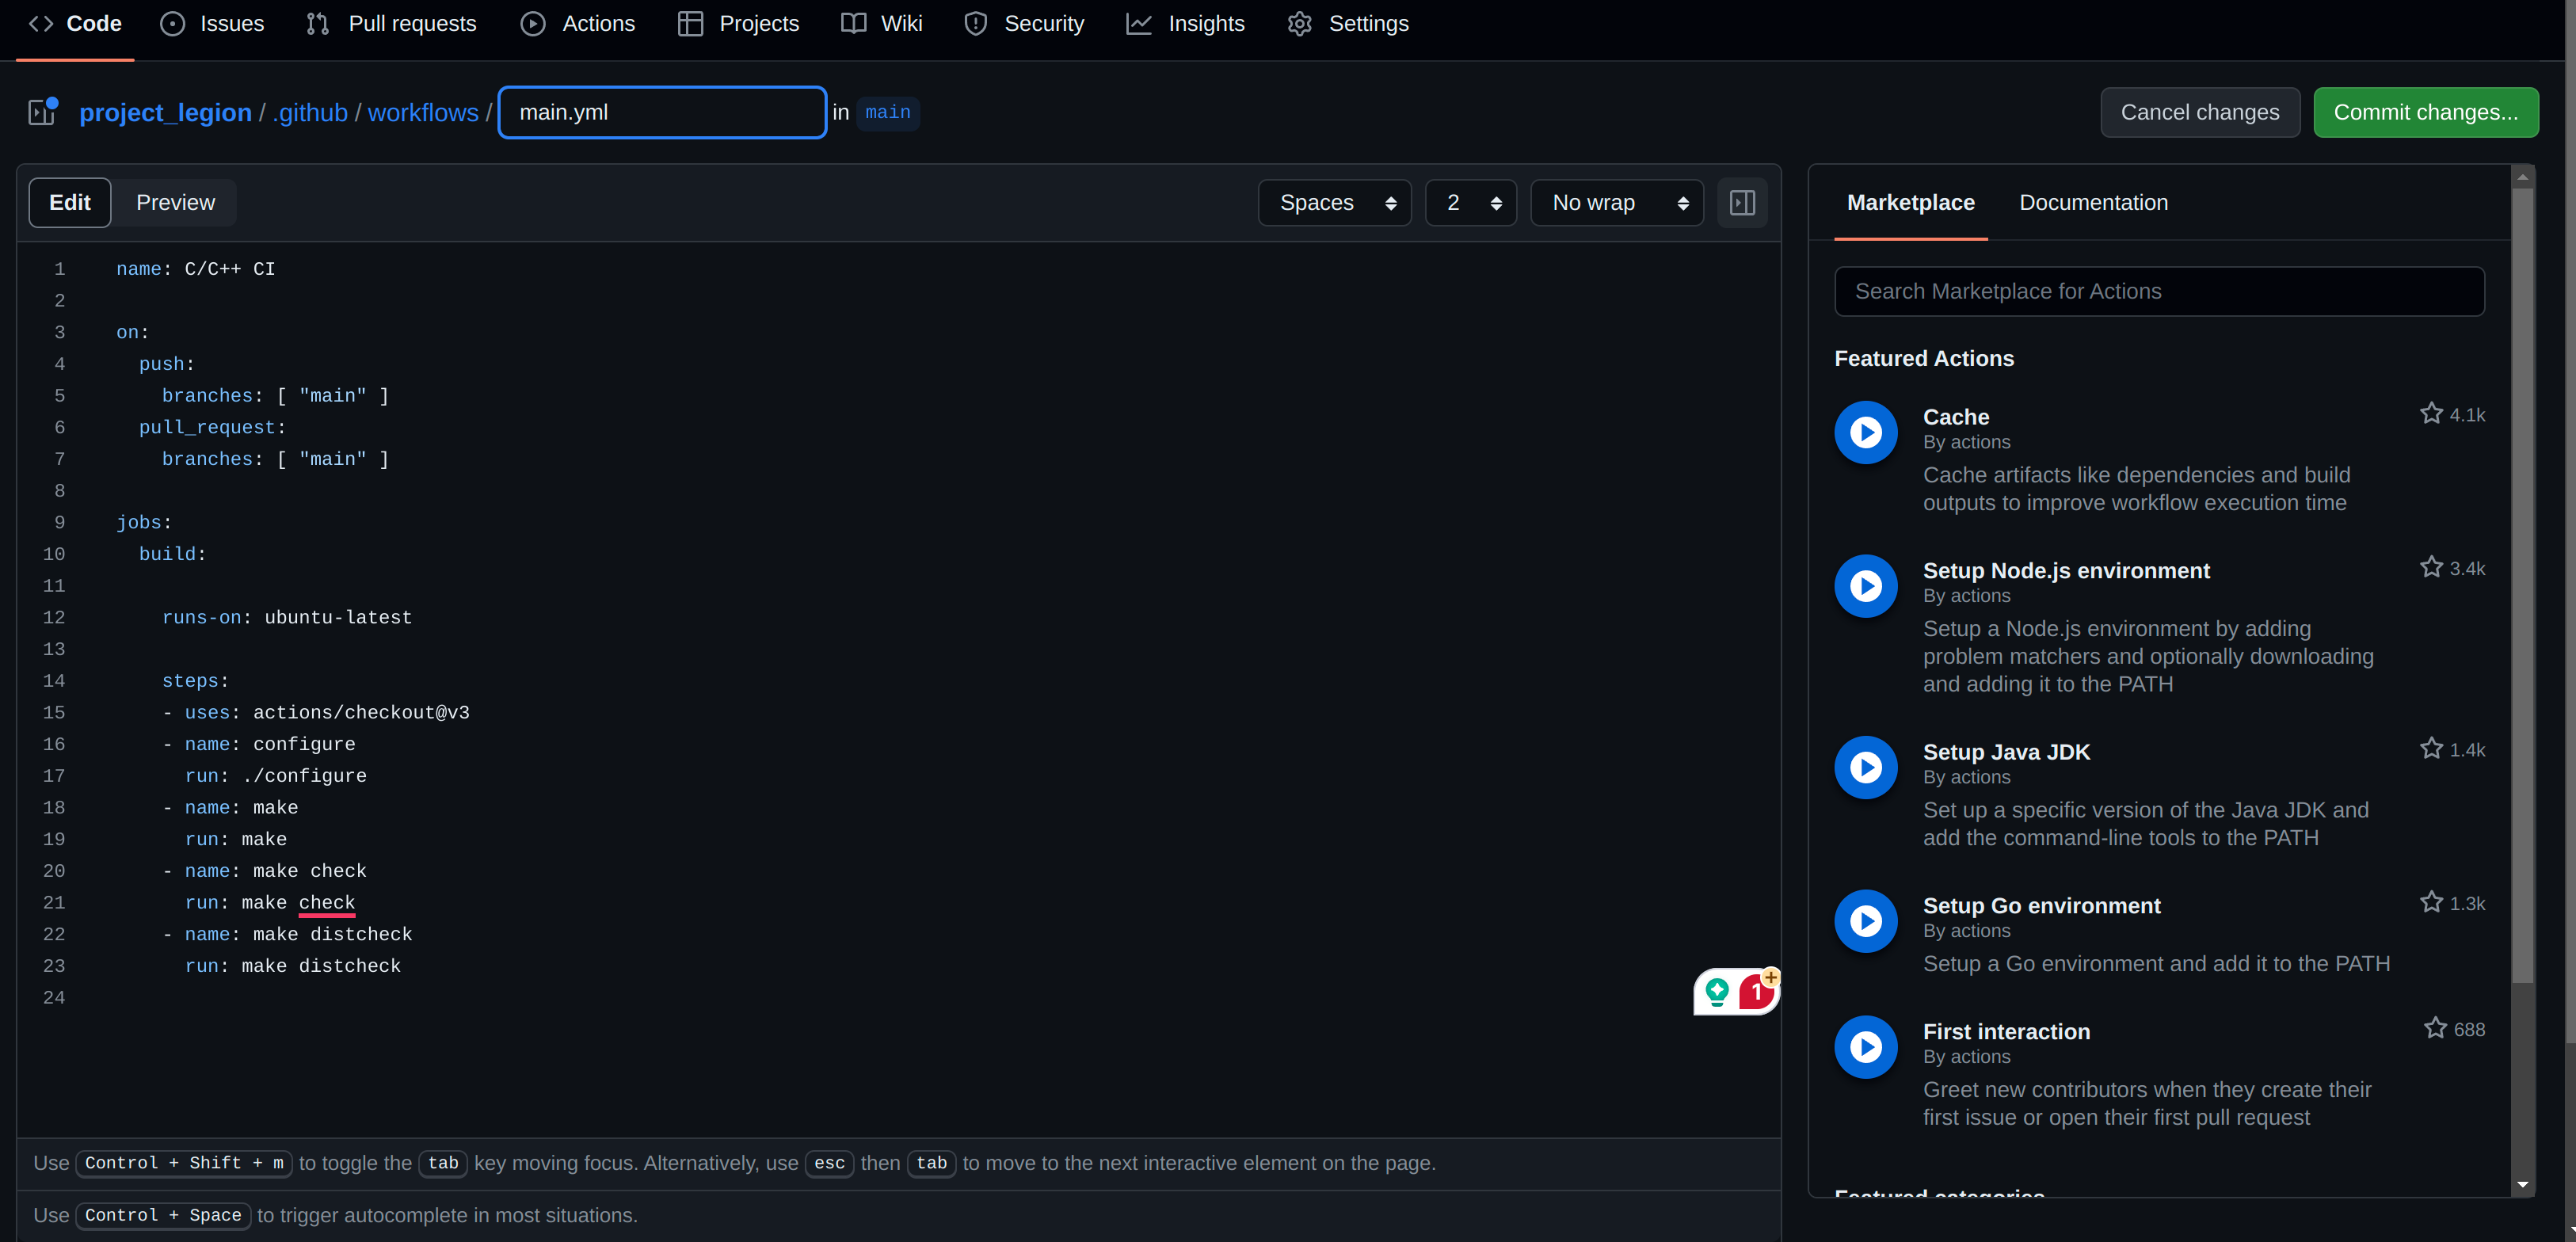 Code Issues Pull requests Actions Projects Wiki Security Insights Settings
project_legion / .github / workflows / main.yml in main Cancel changes Commit changes...
Edit Preview Spaces 2 No wrap
1 name: C/C++ CI
2
3 on:
4 push:
5 branches: [ "main" ]
6 pull_request:
7 branches: [ "main" ]
8
9 jobs:
10 build:
11
12 runs-on: ubuntu-latest
13
14 steps:
15 - uses: actions/checkout@v3
16 - name: configure
17 run: ./configure
18 - name: make
19 run: make
20 - name: make check
21 run: make check
22 - name: make distcheck
23 run: make distcheck
24
1
Use Control + Shift + m to toggle the tab key moving focus. Alternatively, use esc then tab to move to the next interactive element on the page.
Use Control + Space to trigger autocomplete in most situations.
Marketplace Documentation
Search Marketplace for Actions
Featured Actions
Cache 4.1k
By actions
Cache artifacts like dependencies and build
outputs to improve workflow execution time
Setup Node.js environment 3.4k
By actions
Setup a Node.js environment by adding
problem matchers and optionally downloading
and adding it to the PATH
Setup Java JDK 1.4k
By actions
Set up a specific version of the Java JDK and
add the command-line tools to the PATH
Setup Go environment 1.3k
By actions
Setup a Go environment and add it to the PATH
First interaction 688
By actions
Greet new contributors when they create their
first issue or open their first pull request
Featured categories